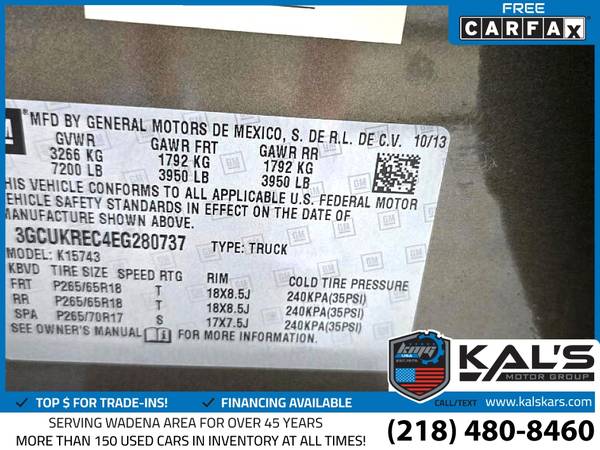 FREE
CARFAX
GM
MFD BY GENERAL MOTORS DE MEXICO, S. DE R.L. DE C.V. 10/13
GVWR GAWR FRT GAWR RR
3266 KG 1792 KG 1792 KG
7200 LB 3950 LB 3950 LB
THIS VEHICLE CONFORMS TO ALL APPLICABLE U.S. FEDERAL MOTOR
VEHICLE SAFETY STANDARDS IN EFFECT ON THE DATE OF
MANUFACTURE SHOWN ABOVE.
3GCUKREC4EG280737 TYPE: TRUCK
MODEL: K15743
KBVD TIRE SIZE SPEED RTG RIM COLD TIRE PRESSURE
FRT P265/65R18 T 18X8.5J 240KPA(35PSI)
RR P265/65R18 T 18X8.5J 240KPA(35PSI)
SPA P265/70R17 S 17X7.5J 240KPA(35PSI)
SEE OWNER'S MANUAL FOR MORE INFORMATION
KMG
USA
KAL'S
MOTOR GROUP
CALL/TEXT www.kalskars.com
TOP $ FOR TRADE-INS! FINANCING AVAILABLE
SERVING WADENA AREA FOR OVER 45 YEARS
MORE THAN 150 USED CARS IN INVENTORY AT ALL TIMES!
(218) 480-8460